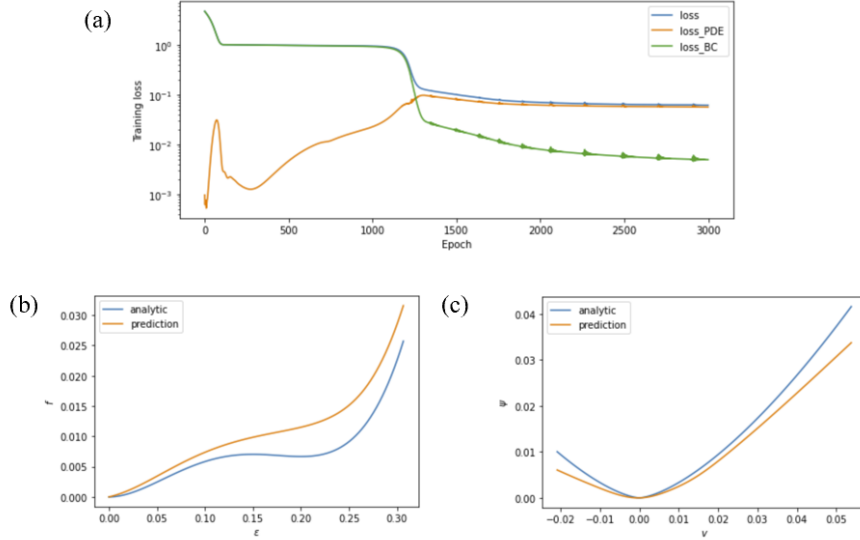 (a)
Training loss
10⁰
10⁻¹
10⁻²
10⁻³
loss
loss_PDE
loss_BC
0 500 1000 1500 2000 2500 3000
Epoch
(b)
analytic
prediction
f
0.030
0.025
0.020
0.015
0.010
0.005
0.000
0.00 0.05 0.10 0.15 0.20 0.25 0.30
ε
(c)
analytic
prediction
ψ
0.04
0.03
0.02
0.01
0.00
-0.02 -0.01 0.00 0.01 0.02 0.03 0.04 0.05
v